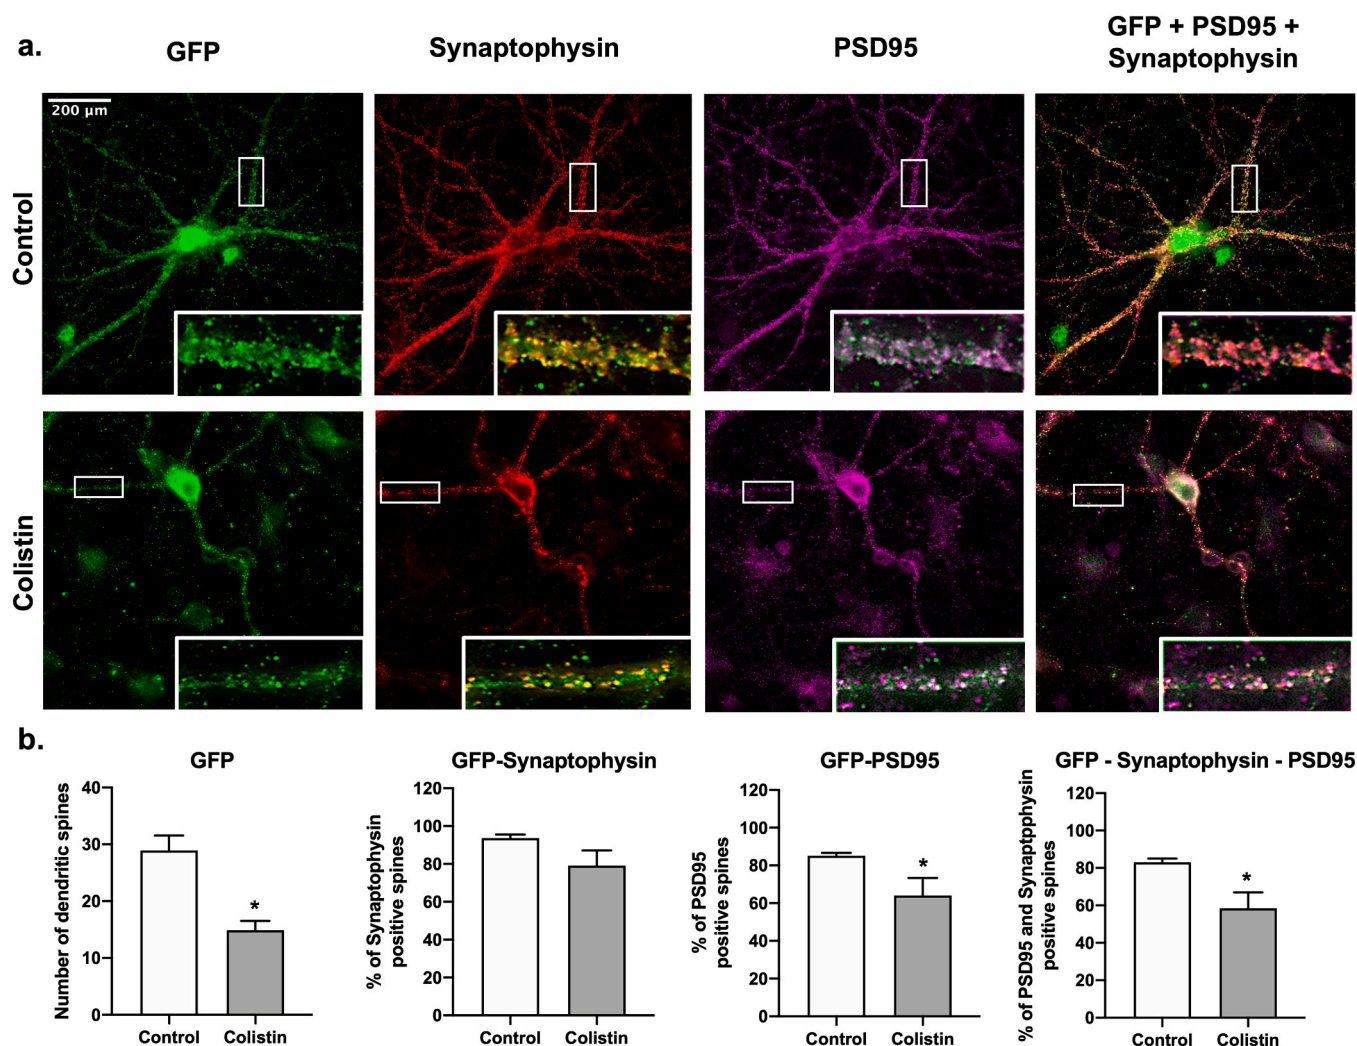 a.
GFP
Synaptophysin
PSD95
GFP + PSD95 +
Synaptophysin
Control
200 µm
Colistin
b.
GFP
Number of dendritic spines
40
30
20
10
0
*
Control
Colistin
GFP-Synaptophysin
% of Synaptophysin
positive spines
120
100
80
60
40
20
0
Control
Colistin
GFP-PSD95
% of PSD95
positive spines
120
100
80
60
40
20
0
*
Control
Colistin
GFP - Synaptophysin - PSD95
% of PSD95 and Synaptpphysin
positive spines
120
100
80
60
40
20
0
*
Control
Colistin